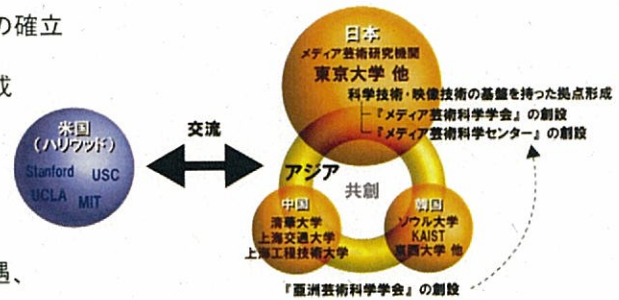 の確立
成
遇、
米国
(ハリウッド)
Stanford USC
UCLA MIT
交流
日本
メディア芸術研究機関
東京大学 他
科学技術・映像技術の基盤を持った拠点形成
『メディア芸術科学学会』の創設
『メディア芸術科学センター』の創設
アジア
共創
中国
清華大学
上海交通大学
上海工程技術大学
韓国
ソウル大学
KAIST
京西大学 他
『亜洲芸術科学学会』の創設